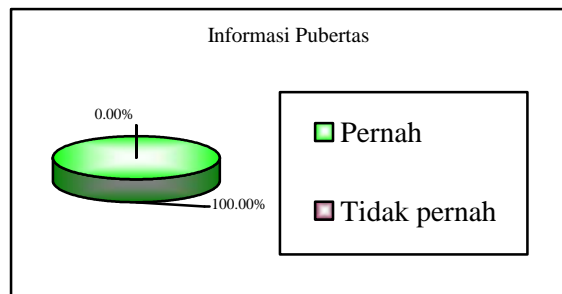 Informasi Pubertas
0.00%
100.00%
Pernah
Tidak pernah